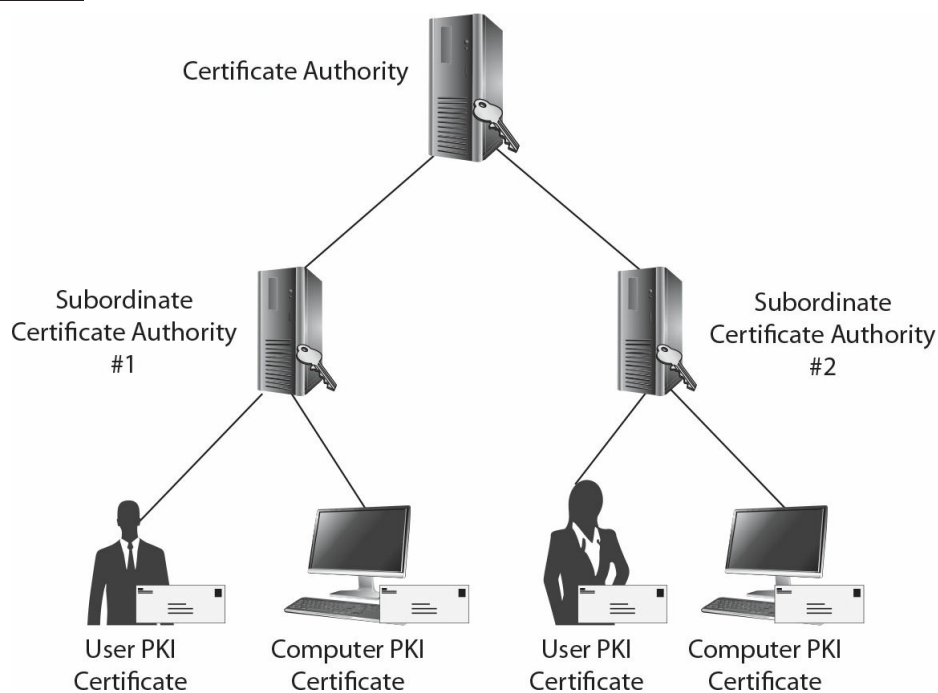 Certificate Authority
Subordinate
Certificate Authority
#1
Subordinate
Certificate Authority
#2
User PKI
Certificate
Computer PKI
Certificate
User PKI
Certificate
Computer PKI
Certificate